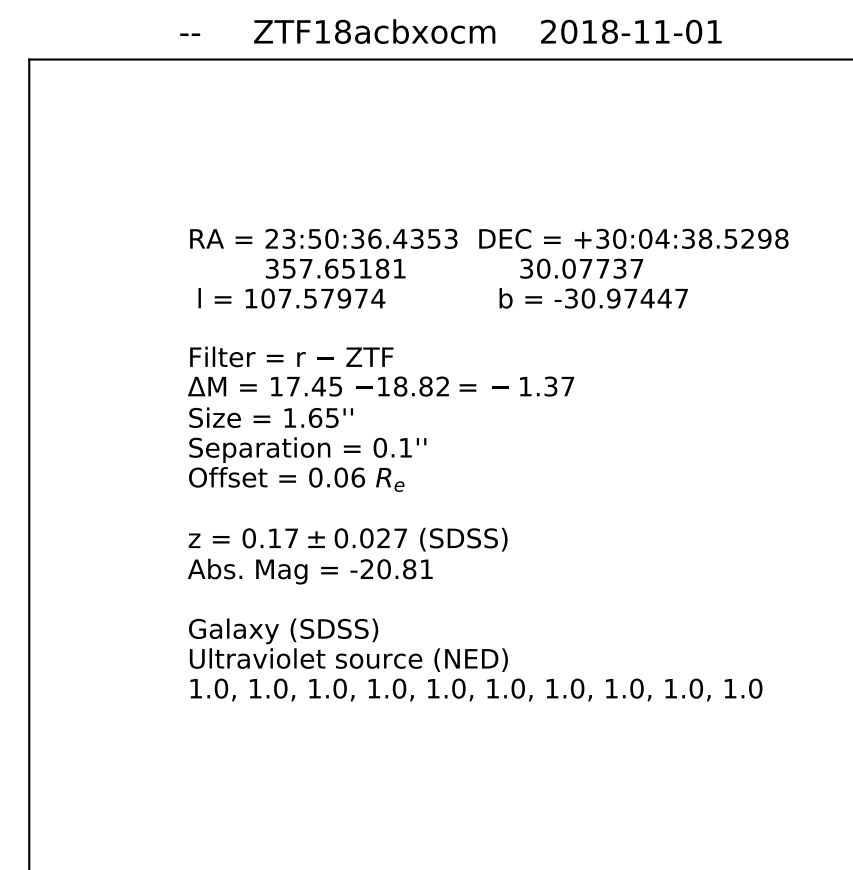 -- ZTF18acbxocm 2018-11-01
RA = 23:50:36.4353 DEC = +30:04:38.5298
357.65181 30.07737
l = 107.57974 b = -30.97447
Filter = r − ZTF
ΔM = 17.45 −18.82 = − 1.37
Size = 1.65''
Separation = 0.1''
Offset = 0.06 Rₑ
z = 0.17 ± 0.027 (SDSS)
Abs. Mag = -20.81
Galaxy (SDSS)
Ultraviolet source (NED)
1.0, 1.0, 1.0, 1.0, 1.0, 1.0, 1.0, 1.0, 1.0, 1.0